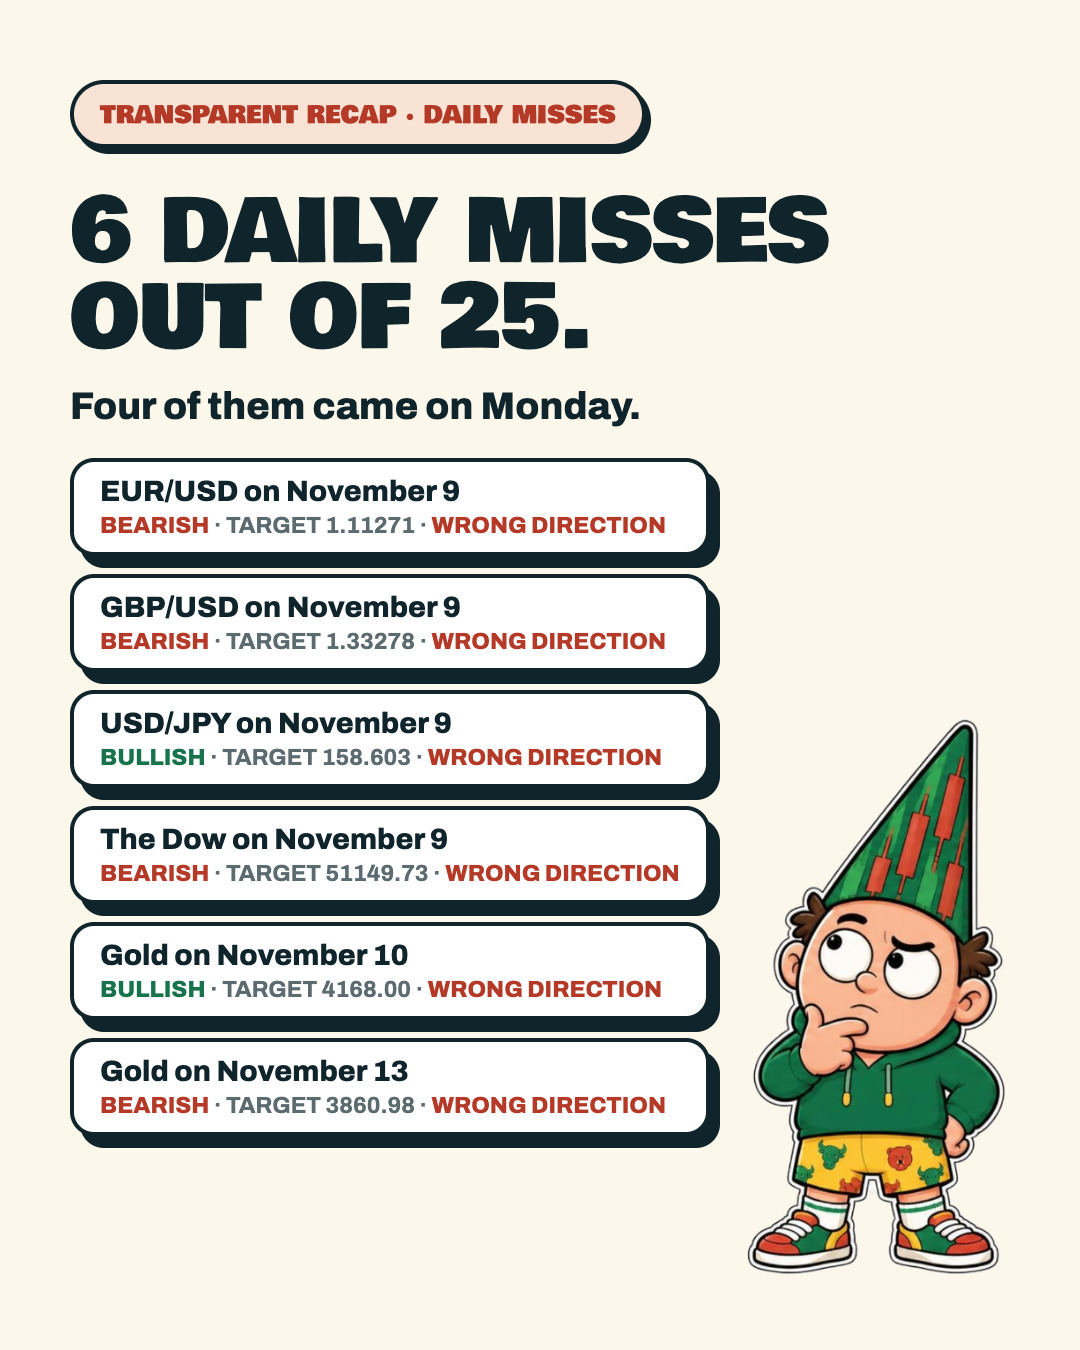 TRANSPARENT RECAP · DAILY MISSES
6 DAILY MISSES
OUT OF 25.
Four of them came on Monday.
EUR/USD on November 9
BEARISH · TARGET 1.11271 · WRONG DIRECTION
GBP/USD on November 9
BEARISH · TARGET 1.33278 · WRONG DIRECTION
USD/JPY on November 9
BULLISH · TARGET 158.603 · WRONG DIRECTION
The Dow on November 9
BEARISH · TARGET 51149.73 · WRONG DIRECTION
Gold on November 10
BULLISH · TARGET 4168.00 · WRONG DIRECTION
Gold on November 13
BEARISH · TARGET 3860.98 · WRONG DIRECTION